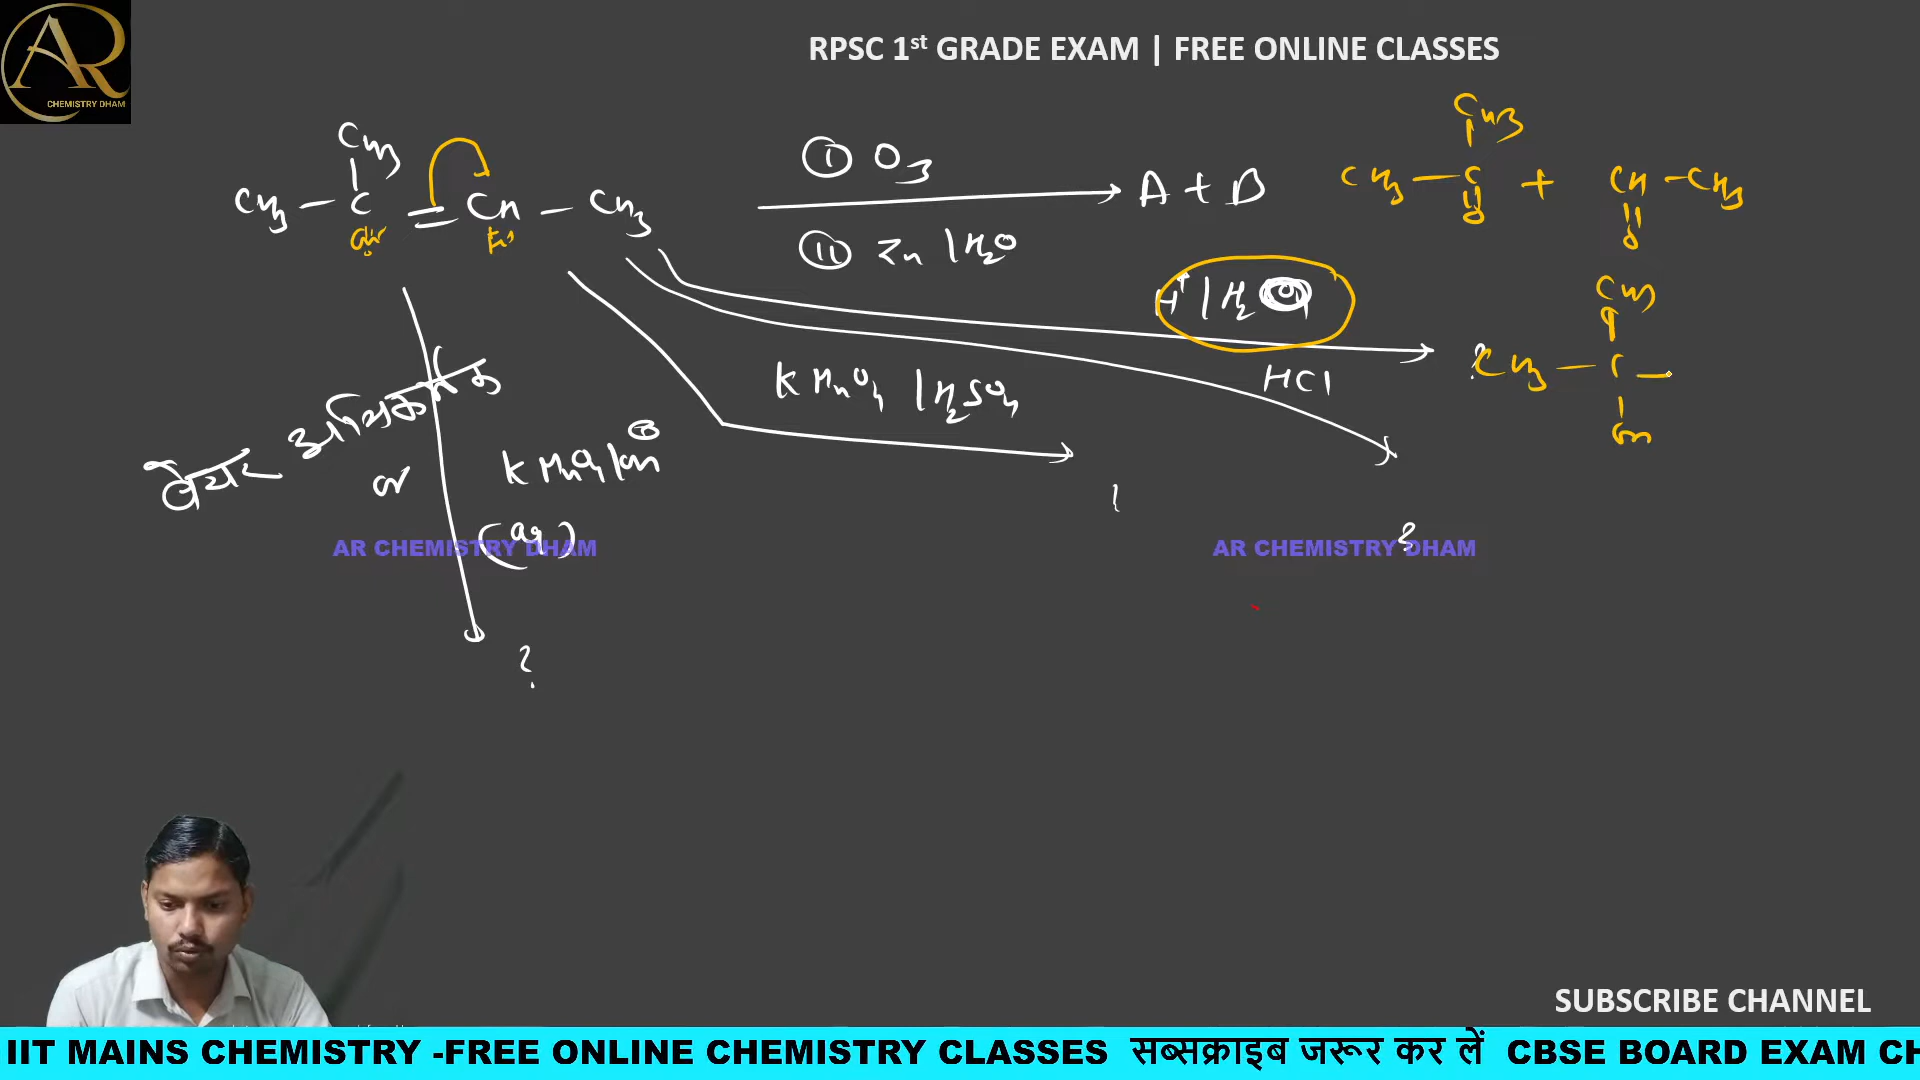 AR
CHEMISTRY DHAM
RPSC 1st GRADE EXAM | FREE ONLINE CLASSES
CH3
CH3 — C = CH — CH3
① O3
② Zn | H2O
A + B
CH3
CH3 — C + CH — CH3
O O
H+ | H2O
HCl
CH3
CH3 — C —
OH
KMnO4 | H2SO4
बेयर अभिकर्मक
or
KMnO4 | OH
(aq)
?
AR CHEMISTRY DHAM
AR CHEMISTRY DHAM
SUBSCRIBE CHANNEL
IIT MAINS CHEMISTRY -FREE ONLINE CHEMISTRY CLASSES सब्सक्राइब जरूर कर लें CBSE BOARD EXAM CH